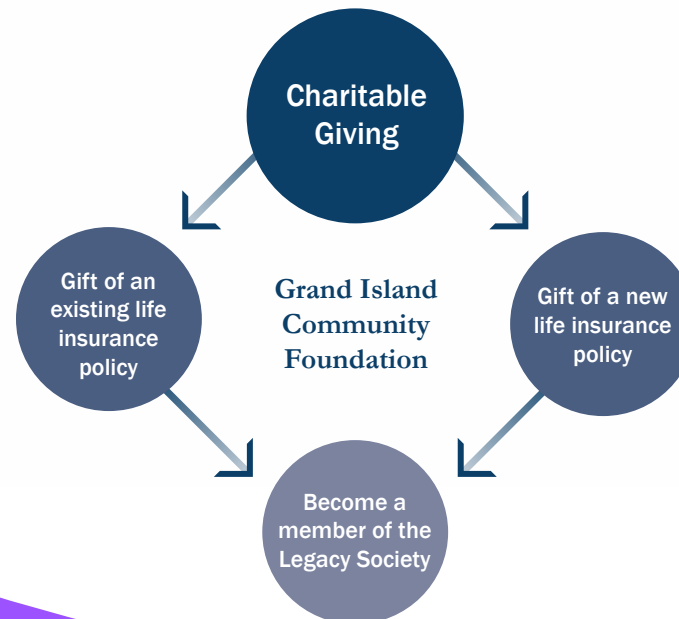 Charitable
Giving
Gift of an
existing life
insurance
policy
Grand Island
Community
Foundation
Gift of a new
life insurance
policy
Become a
member of the
Legacy Society